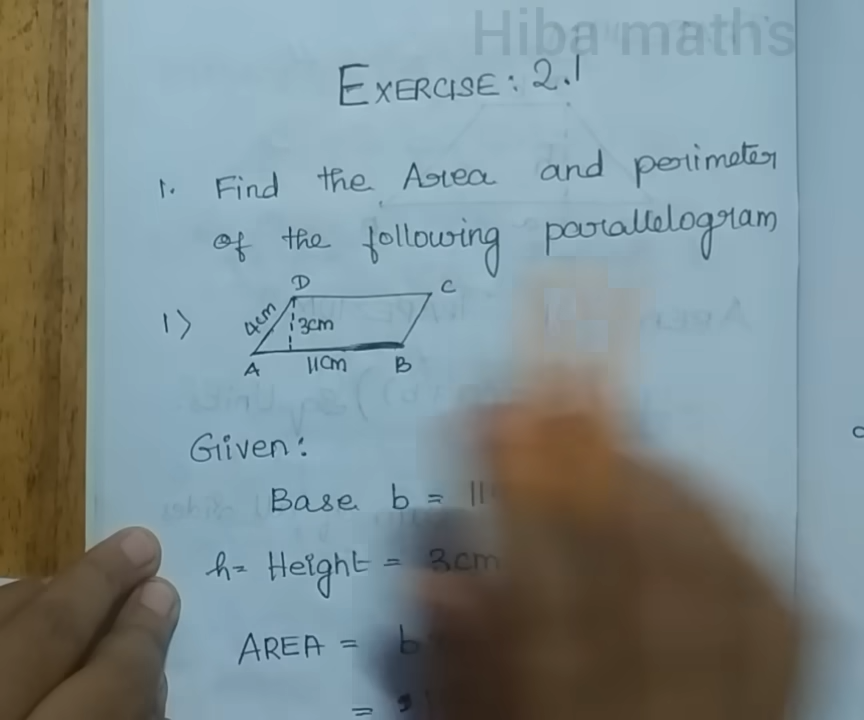 Hiba maths
EXERCISE: 2.1
1. Find the Area and perimeter
of the following parallelogram
D C
1) 4cm 3cm
A 11cm B
Given:
Base b = 11
h= Height = 3cm
AREA = b
=